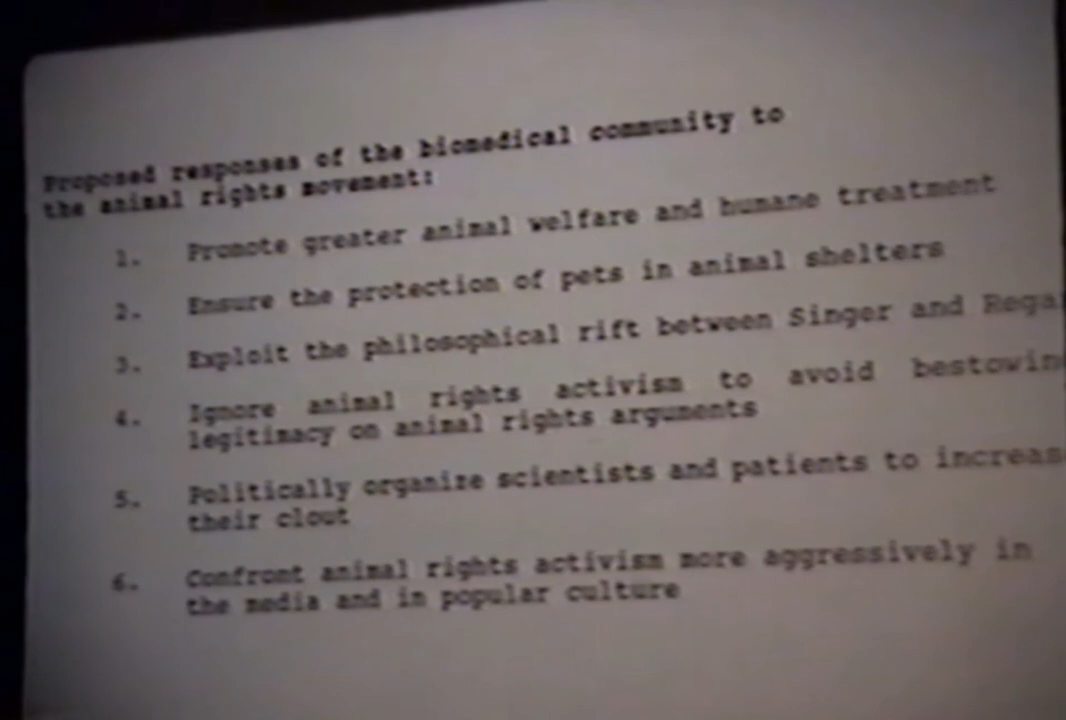 Proposed responses of the biomedical community to
the animal rights movement:
1. Promote greater animal welfare and humane treatment
2. Ensure the protection of pets in animal shelters
3. Exploit the philosophical rift between Singer and Rega
4. Ignore animal rights activism to avoid bestowin
legitimacy on animal rights arguments
5. Politically organize scientists and patients to increas
their clout
6. Confront animal rights activism more aggressively in
the media and in popular culture